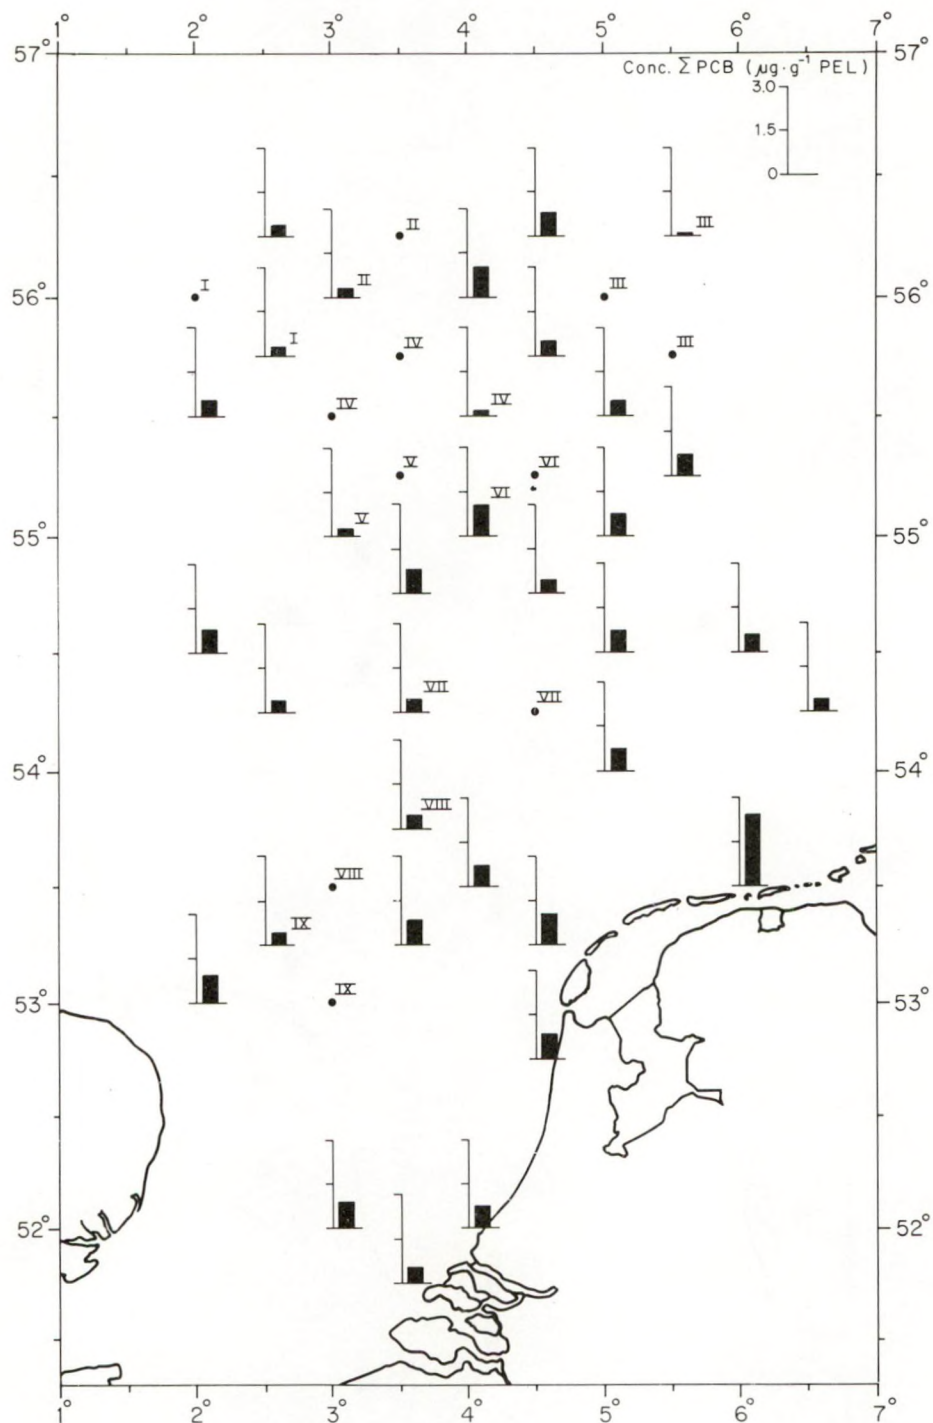 1° 2° 3° 4° 5° 6° 7°
57° 57°
Conc. Σ PCB (µg·g⁻¹ PEL)
3.0
1.5
0
II III
I II III
56° 56°
I IV III
IV IV
V VI
VI
V
55° 55°
VII VII
54° 54°
VIII
VIII
IX
IX
53° 53°
52° 52°
1° 2° 3° 4° 5° 6° 7°